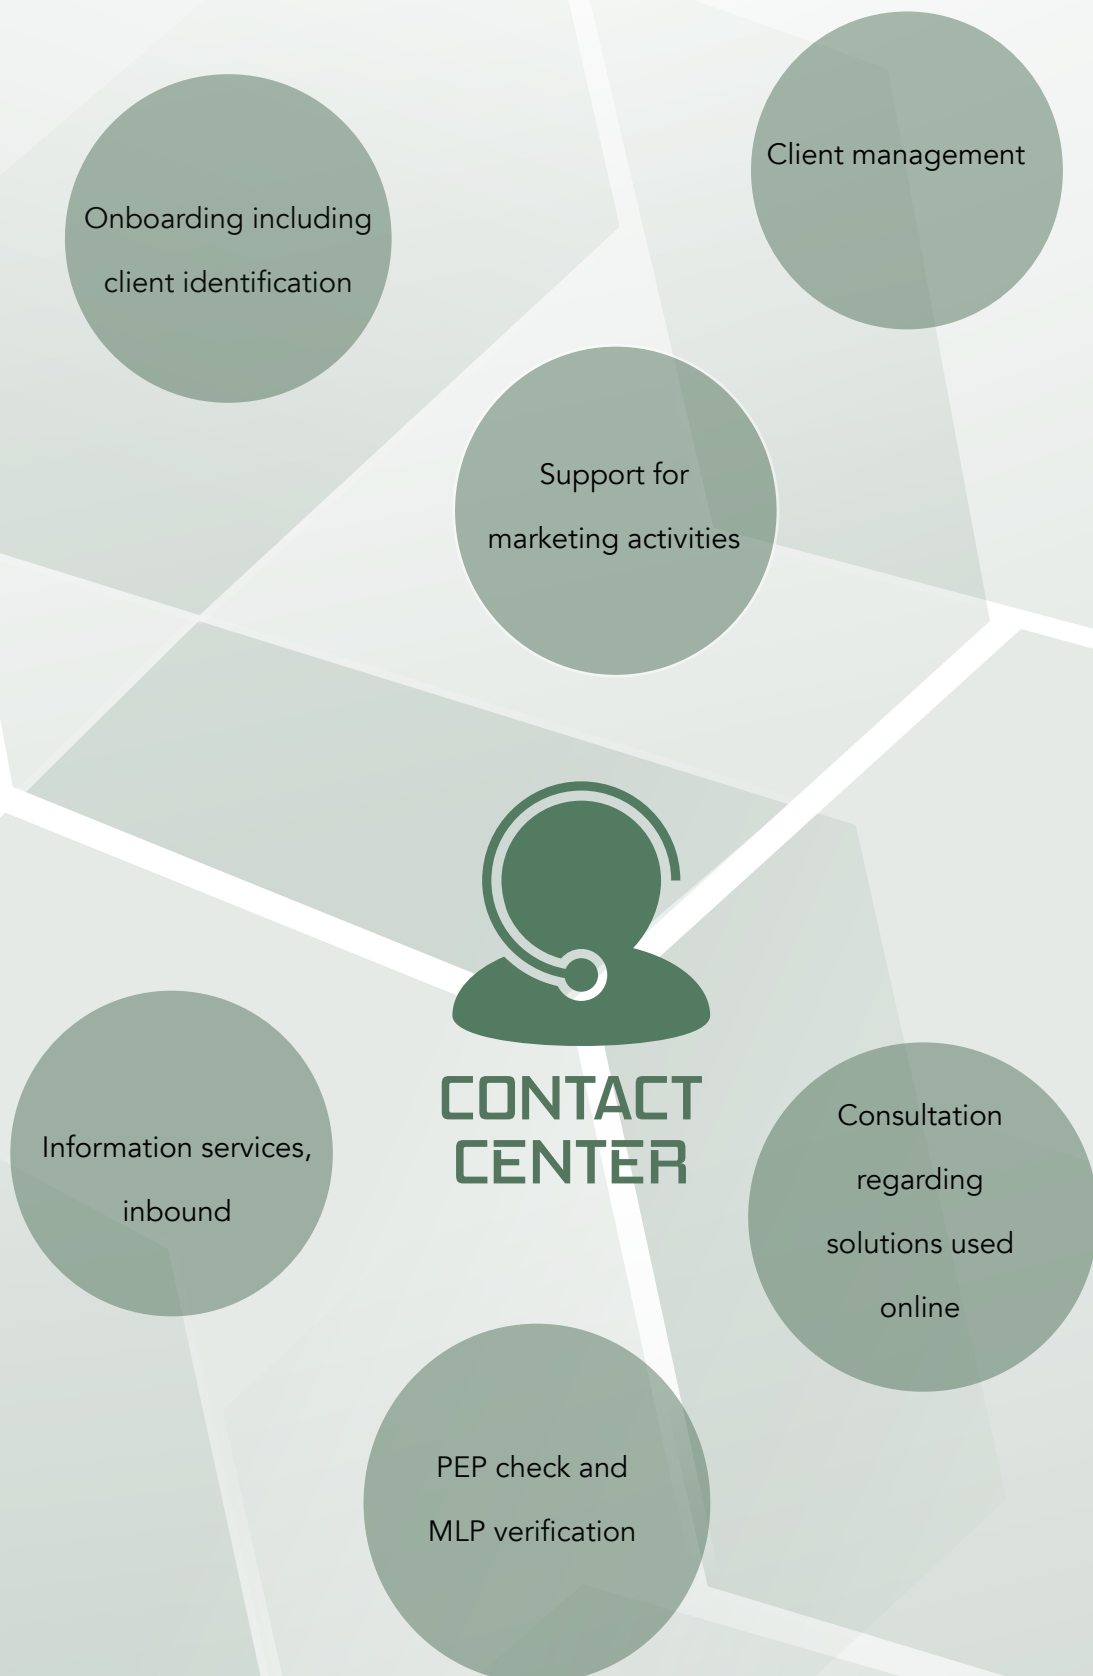 Client management
Onboarding including
client identification
Support for
marketing activities
CONTACT
CENTER
Information services,
inbound
Consultation
regarding
solutions used
online
PEP check and
MLP verification